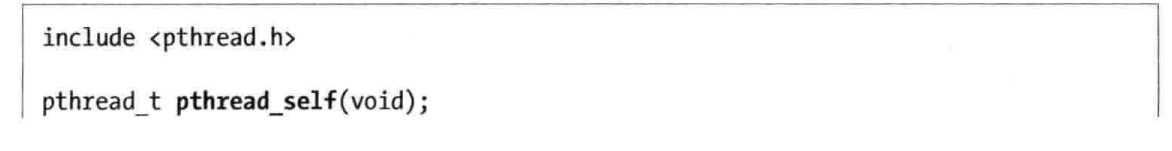 include <pthread.h>
pthread_t pthread_self(void);